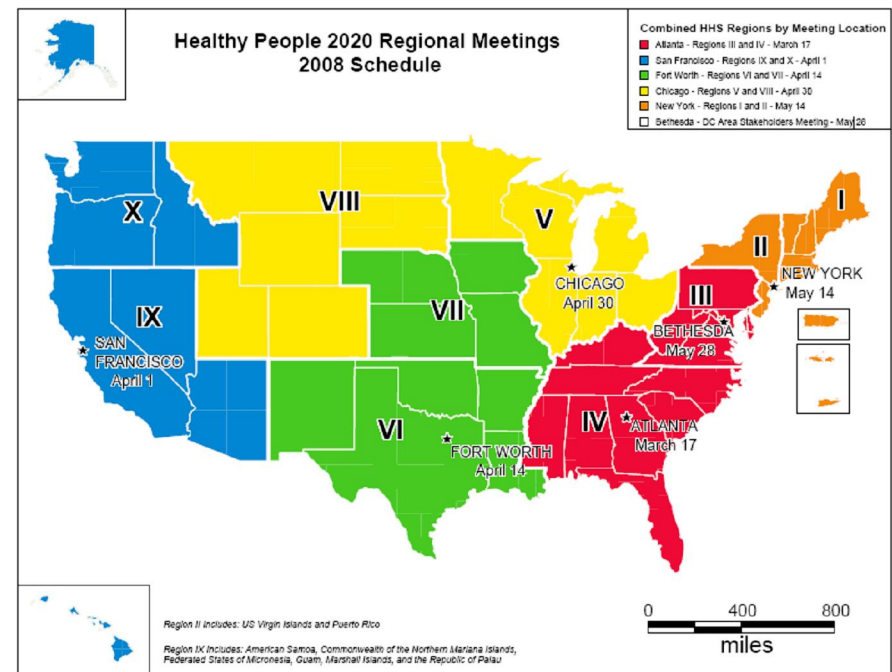 Healthy People 2020 Regional Meetings
2008 Schedule
Combined HHS Regions by Meeting Location
Atlanta - Regions III and IV - March 17
San Francisco - Regions IX and X - April 1
Fort Worth - Regions VI and VII - April 14
Chicago - Regions V and VIII - April 30
New York - Regions I and II - May 14
Bethesda - DC Area Stakeholders Meeting - May 28
X
VIII
V
I
II
CHICAGO
April 30
NEW YORK
May 14
III
IX
VII
BETHESDA
May 28
SAN
FRANCISCO
April 1
VI
IV
ATLANTA
March 17
FORT WORTH
April 14
Region II Includes: US Virgin Islands and Puerto Rico
Region IX Includes: American Samoa, Commonwealth of the Northern Mariana Islands,
Federated States of Micronesia, Guam, Marshall Islands, and the Republic of Palau
0 400 800
miles